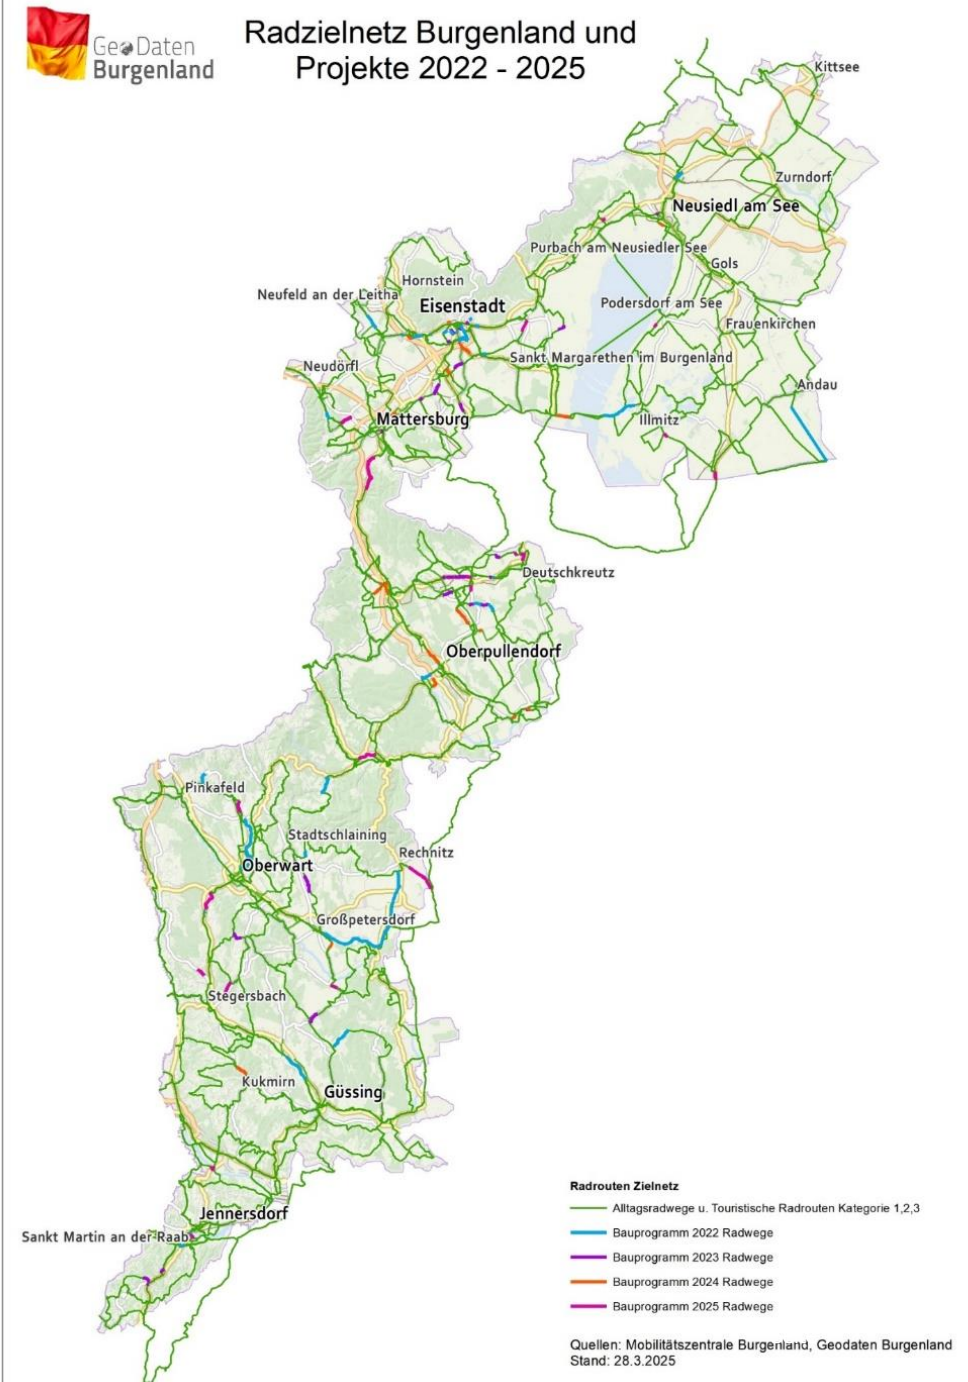 GeoDaten
Burgenland
Radzielnetz Burgenland und
Projekte 2022 - 2025
Kittsee
Zurndorf
Neusiedl am See
Purbach am Neusiedler See
Gols
Hornstein
Neufeld an der Leitha
Eisenstadt
Podersdorf am See
Frauenkirchen
Sankt Margarethen im Burgenland
Neudörfl
Andau
Mattersburg
Illmitz
Deutschkreutz
Oberpullendorf
Pinkafeld
Stadtschlaining
Rechnitz
Oberwart
Großpetersdorf
Stegersbach
Kukmirn
Güssing
Jennersdorf
Sankt Martin an der Raab
Radrouten Zielnetz
Alltagsradwege u. Touristische Radrouten Kategorie 1,2,3
Bauprogramm 2022 Radwege
Bauprogramm 2023 Radwege
Bauprogramm 2024 Radwege
Bauprogramm 2025 Radwege
Quellen: Mobilitätszentrale Burgenland, Geodaten Burgenland
Stand: 28.3.2025